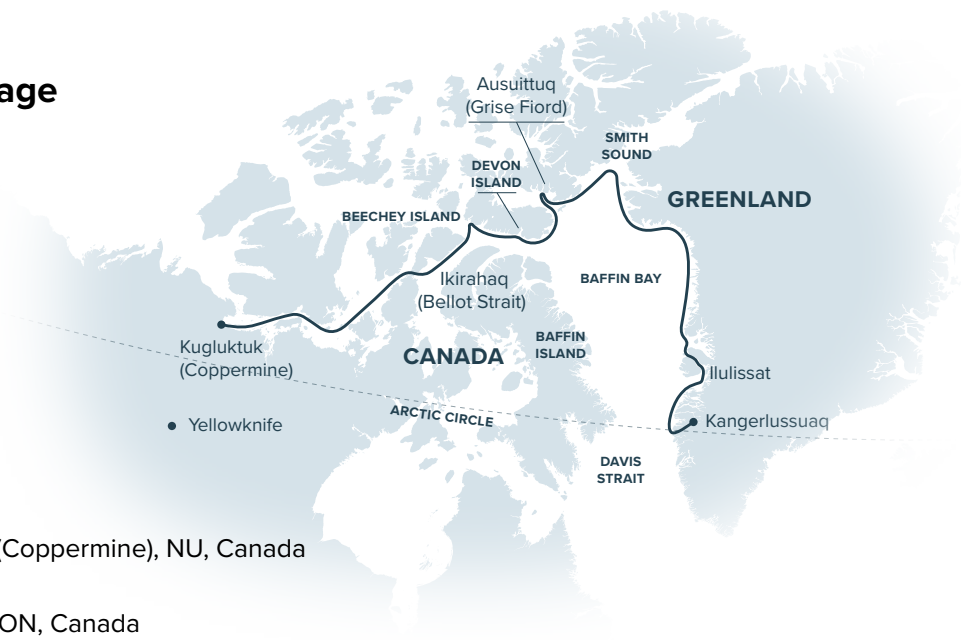 age
Ausuittuq
(Grise Fiord)
SMITH
SOUND
DEVON
ISLAND
GREENLAND
BEECHEY ISLAND
Ikirahaq
(Bellot Strait)
BAFFIN BAY
Kugluktuk
(Coppermine)
CANADA
BAFFIN
ISLAND
Ilulissat
ARCTIC CIRCLE
Yellowknife
Kangerlussuaq
DAVIS
STRAIT
(Coppermine), NU, Canada
ON, Canada